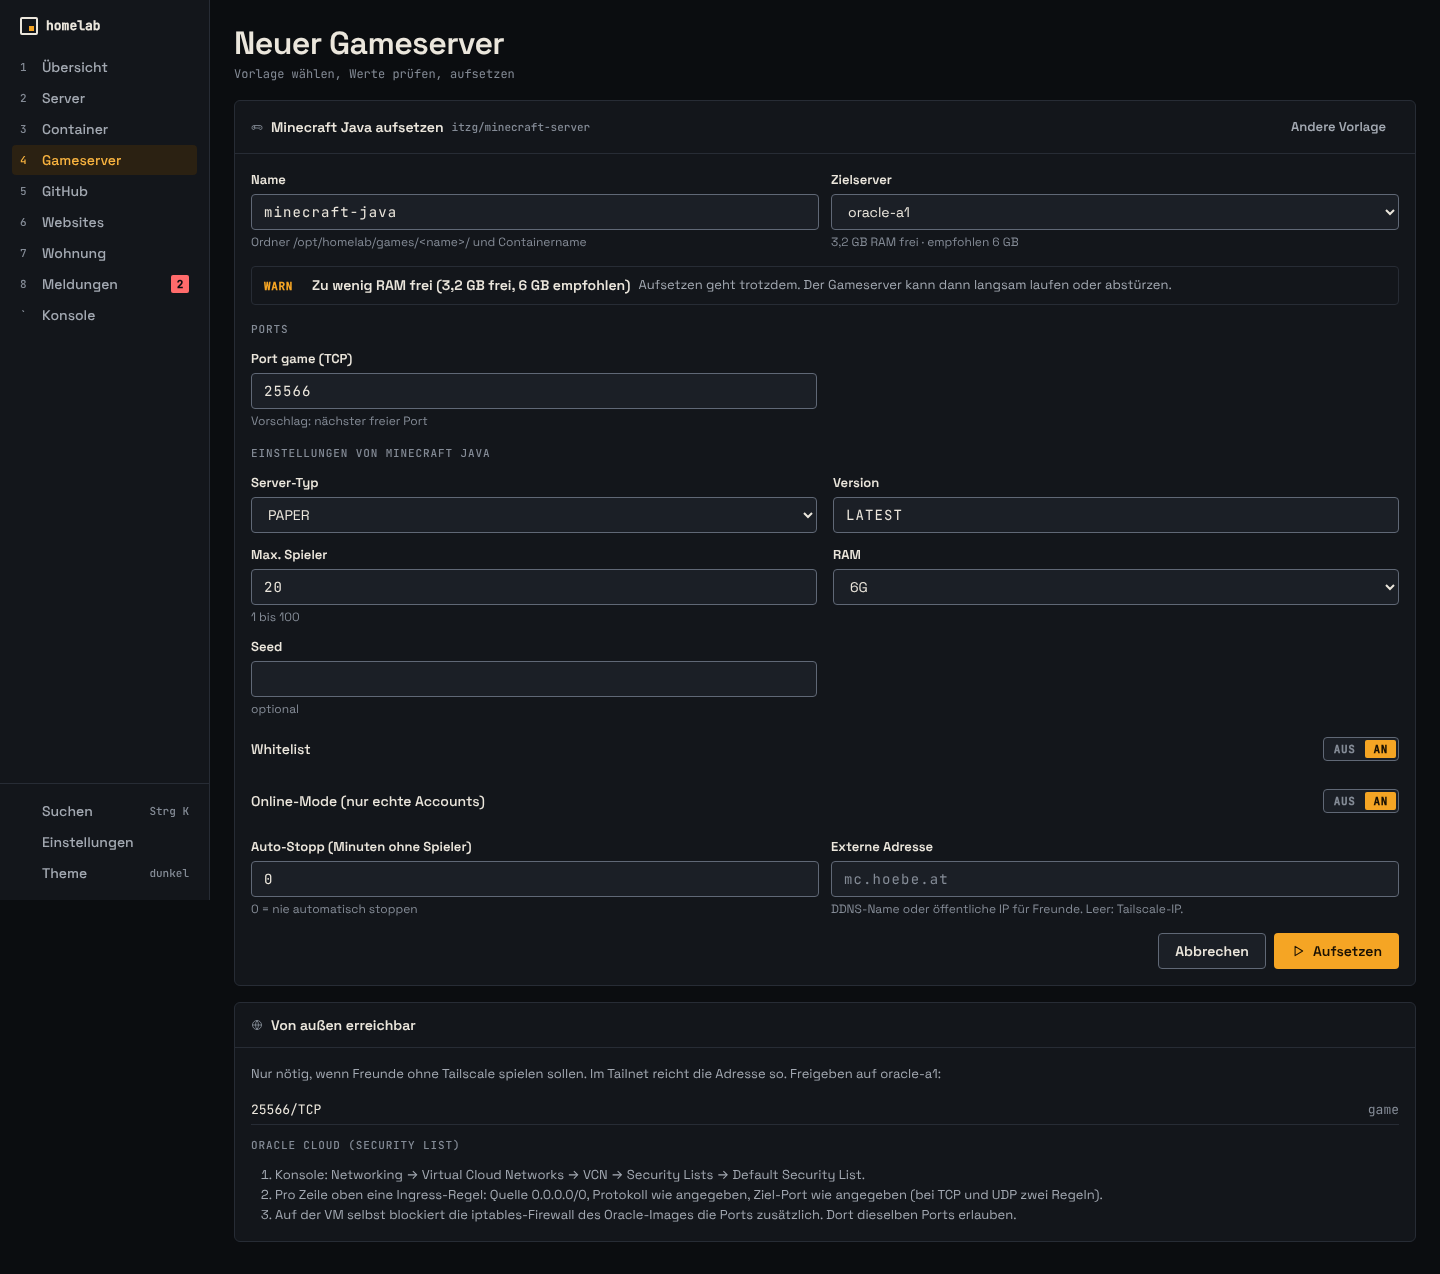 homelab
1 Übersicht
2 Server
3 Container
4 Gameserver
5 GitHub
6 Websites
7 Wohnung
8 Meldungen 2
` Konsole
Suchen Strg K
Einstellungen
Theme dunkel
Neuer Gameserver
Vorlage wählen, Werte prüfen, aufsetzen
Minecraft Java aufsetzen itzg/minecraft-server Andere Vorlage
Name Zielserver
minecraft-java oracle-a1
Ordner /opt/homelab/games/<name>/ und Containername 3,2 GB RAM frei · empfohlen 6 GB
WARN Zu wenig RAM frei (3,2 GB frei, 6 GB empfohlen) Aufsetzen geht trotzdem. Der Gameserver kann dann langsam laufen oder abstürzen.
PORTS
Port game (TCP)
25566
Vorschlag: nächster freier Port
EINSTELLUNGEN VON MINECRAFT JAVA
Server-Typ Version
PAPER LATEST
Max. Spieler RAM
20 6G
1 bis 100
Seed
optional
Whitelist AUS AN
Online-Mode (nur echte Accounts) AUS AN
Auto-Stopp (Minuten ohne Spieler) Externe Adresse
0 mc.hoebe.at
0 = nie automatisch stoppen DDNS-Name oder öffentliche IP für Freunde. Leer: Tailscale-IP.
Abbrechen Aufsetzen
Von außen erreichbar
Nur nötig, wenn Freunde ohne Tailscale spielen sollen. Im Tailnet reicht die Adresse so. Freigeben auf oracle-a1:
25566/TCP game
ORACLE CLOUD (SECURITY LIST)
1. Konsole: Networking → Virtual Cloud Networks → VCN → Security Lists → Default Security List.
2. Pro Zeile oben eine Ingress-Regel: Quelle 0.0.0.0/0, Protokoll wie angegeben, Ziel-Port wie angegeben (bei TCP und UDP zwei Regeln).
3. Auf der VM selbst blockiert die iptables-Firewall des Oracle-Images die Ports zusätzlich. Dort dieselben Ports erlauben.